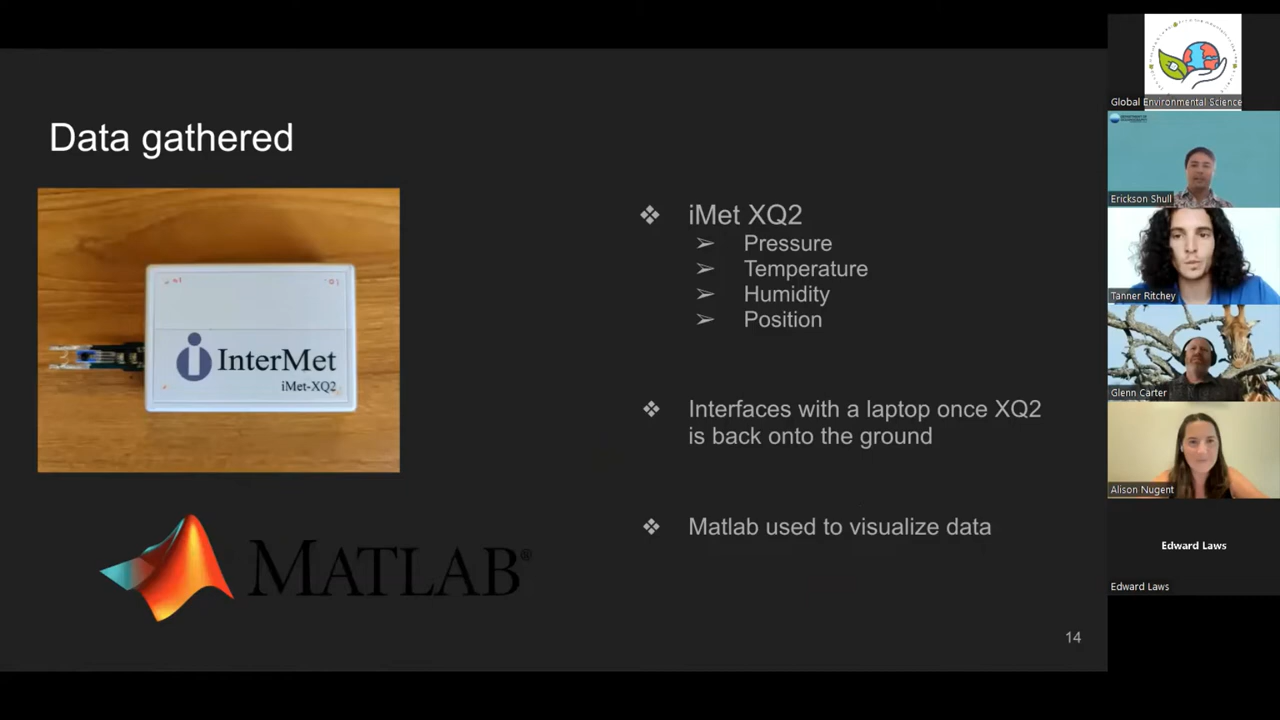 Data gathered
InterMet
iMet-XQ2
MATLAB®
❖ iMet XQ2
➢ Pressure
➢ Temperature
➢ Humidity
➢ Position
❖ Interfaces with a laptop once XQ2
is back onto the ground
❖ Matlab used to visualize data
14
Global Environmental Science
Erickson Shull
Tanner Ritchey
Glenn Carter
Alison Nugent
Edward Laws
Edward Laws